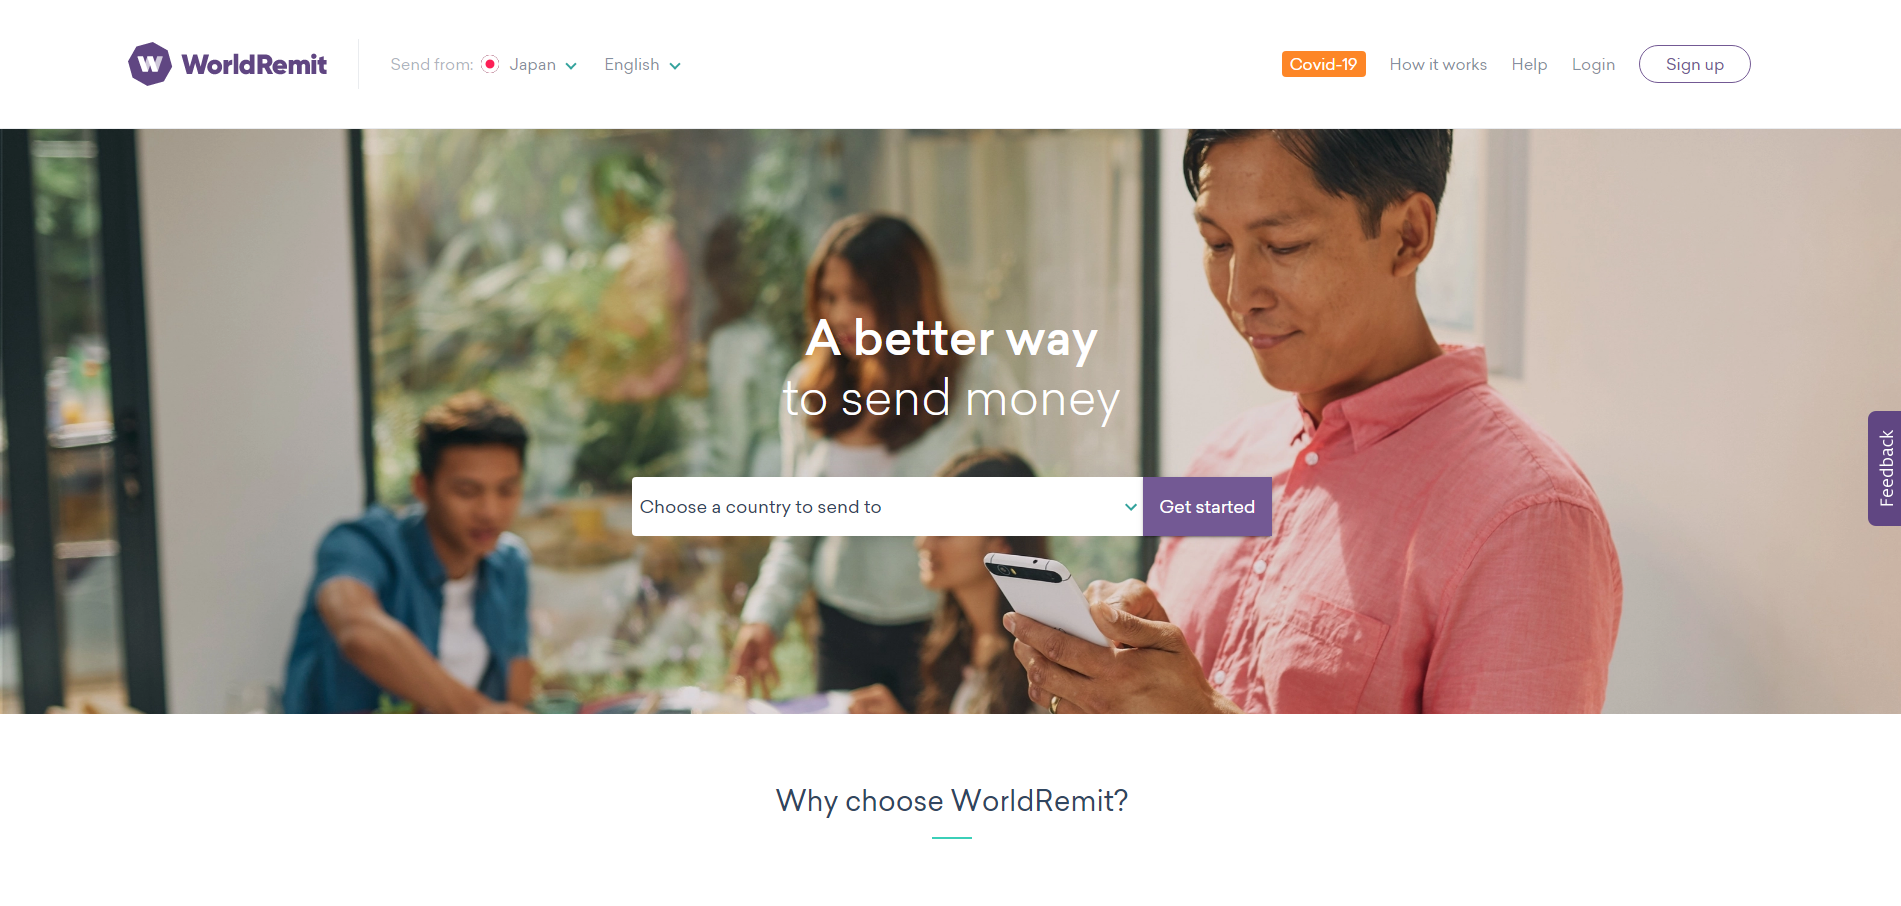 WorldRemit
Send from: Japan
English
Covid-19
How it works
Help
Login
Sign up
A better way
to send money
Choose a country to send to
Get started
Feedback
Why choose WorldRemit?